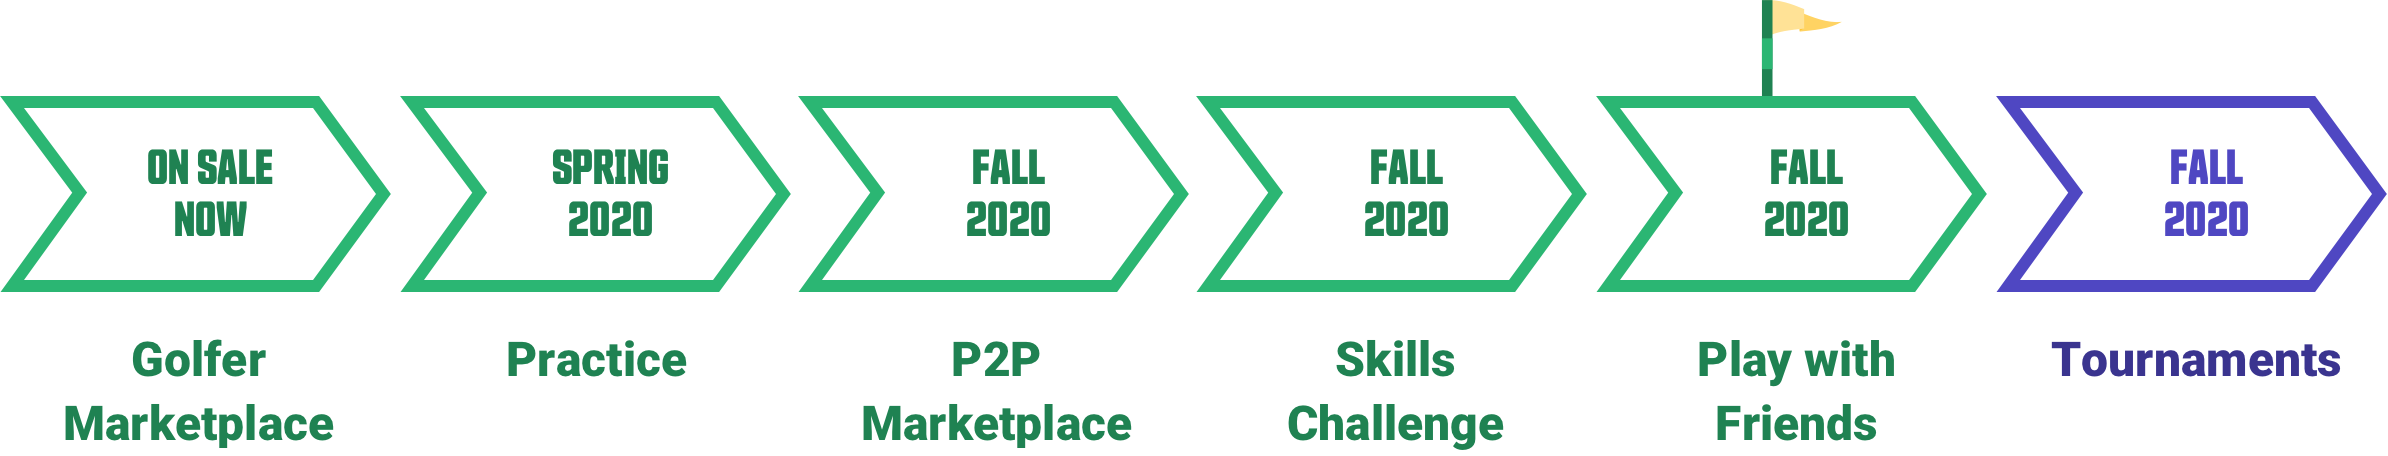 ON SALE
NOW
Golfer
Marketplace
SPRING
2020
Practice
FALL
2020
P2P
Marketplace
FALL
2020
Skills
Challenge
FALL
2020
Play with
Friends
FALL
2020
Tournaments